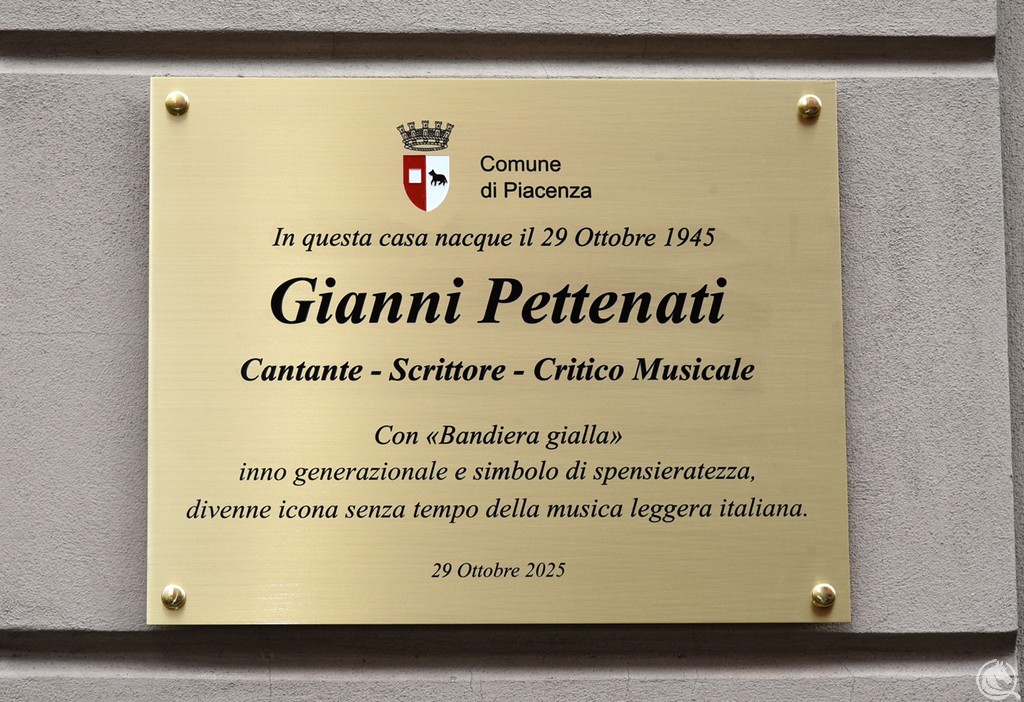 Comune
di Piacenza
In questa casa nacque il 29 Ottobre 1945
Gianni Pettenati
Cantante - Scrittore - Critico Musicale
Con «Bandiera gialla»
inno generazionale e simbolo di spensieratezza,
divenne icona senza tempo della musica leggera italiana.
29 Ottobre 2025